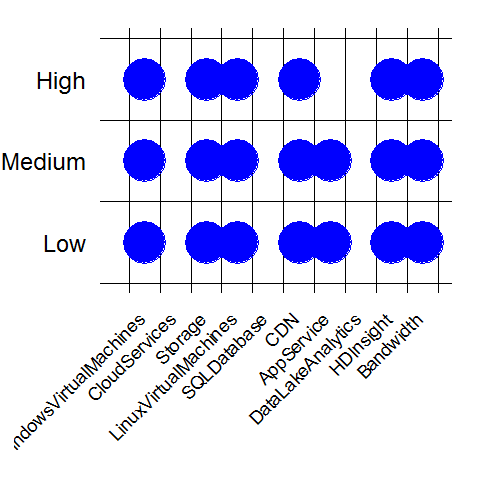 High
Medium
Low
ndowsVirtualMachines
CloudServices
Storage
LinuxVirtualMachines
SQLDatabase
CDN
AppService
DataLakeAnalytics
HDInsight
Bandwidth